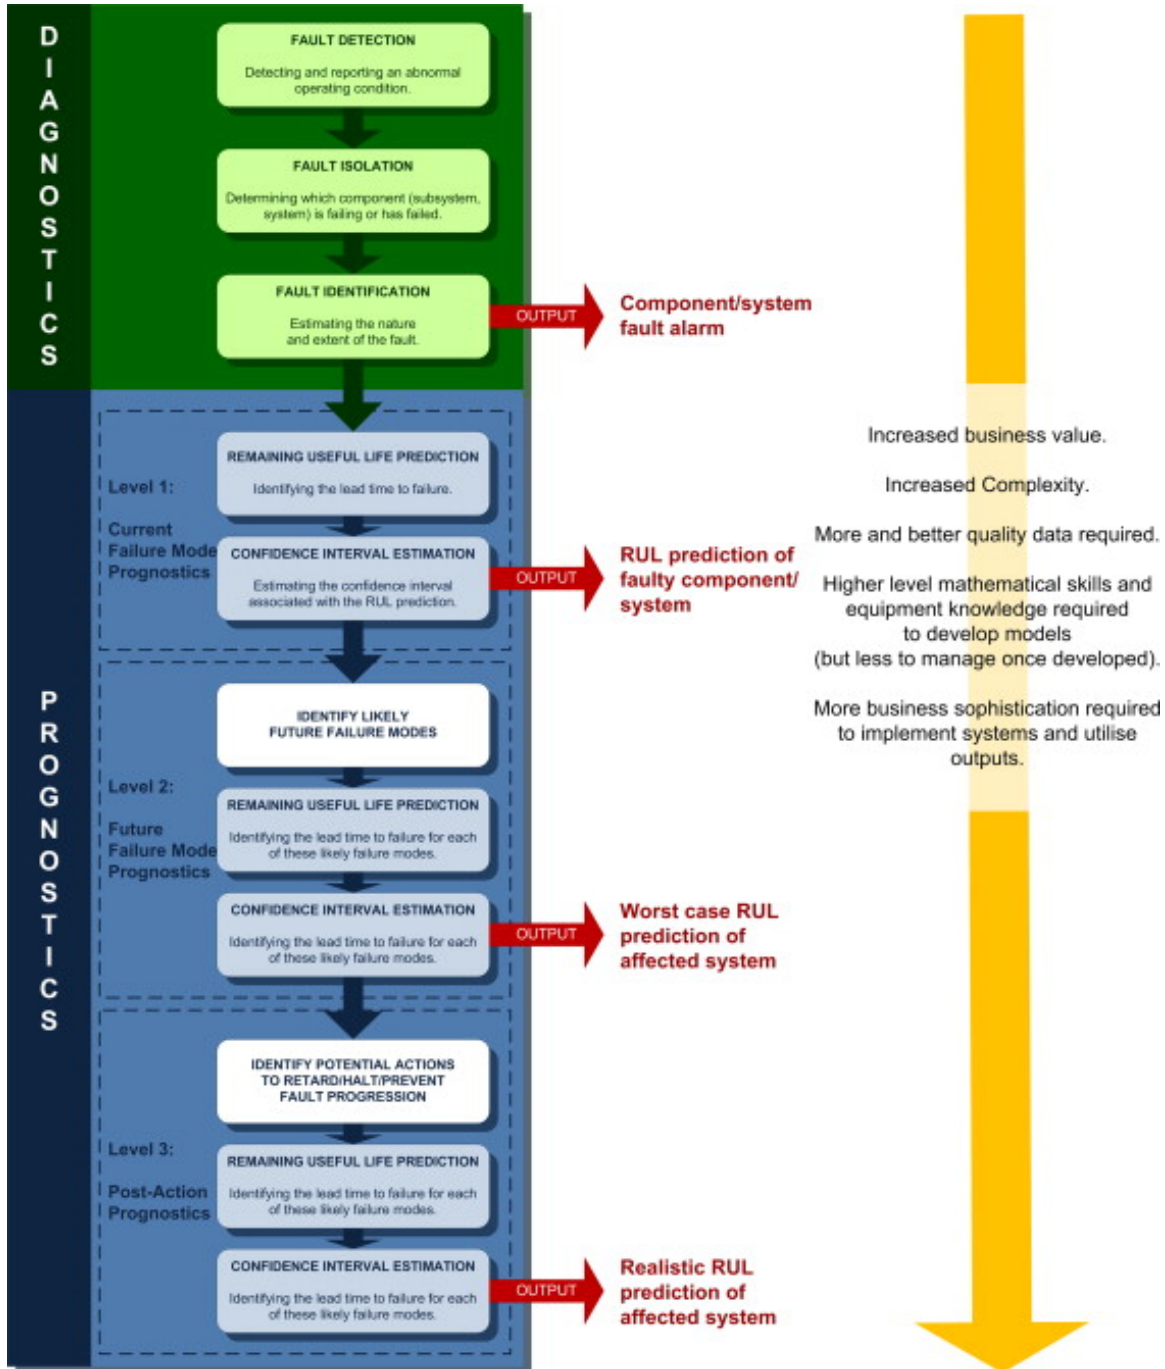 DIAGNOSTICS
FAULT DETECTION
Detecting and reporting an abnormal
operating condition.
FAULT ISOLATION
Determining which component (subsystem,
system) is failing or has failed.
FAULT IDENTIFICATION
Estimating the nature
and extent of the fault.
OUTPUT
Component/system
fault alarm
PROGNOSTICS
Level 1:
Current
Failure Mode
Prognostics
REMAINING USEFUL LIFE PREDICTION
Identifying the lead time to failure.
CONFIDENCE INTERVAL ESTIMATION
Estimating the confidence interval
associated with the RUL prediction.
OUTPUT
RUL prediction of
faulty component/
system
Level 2:
Future
Failure Mode
Prognostics
IDENTIFY LIKELY
FUTURE FAILURE MODES
REMAINING USEFUL LIFE PREDICTION
Identifying the lead time to failure for each
of these likely failure modes.
CONFIDENCE INTERVAL ESTIMATION
Identifying the lead time to failure for each
of these likely failure modes.
OUTPUT
Worst case RUL
prediction of
affected system
Level 3:
Post-Action
Prognostics
IDENTIFY POTENTIAL ACTIONS
TO RETARD/HALT/PREVENT
FAULT PROGRESSION
REMAINING USEFUL LIFE PREDICTION
Identifying the lead time to failure for each
of these likely failure modes.
CONFIDENCE INTERVAL ESTIMATION
Identifying the lead time to failure for each
of these likely failure modes.
OUTPUT
Realistic RUL
prediction of
affected system
Increased business value.
Increased Complexity.
More and better quality data required.
Higher level mathematical skills and
equipment knowledge required
to develop models
(but less to manage once developed).
More business sophistication required
to implement systems and utilise
outputs.